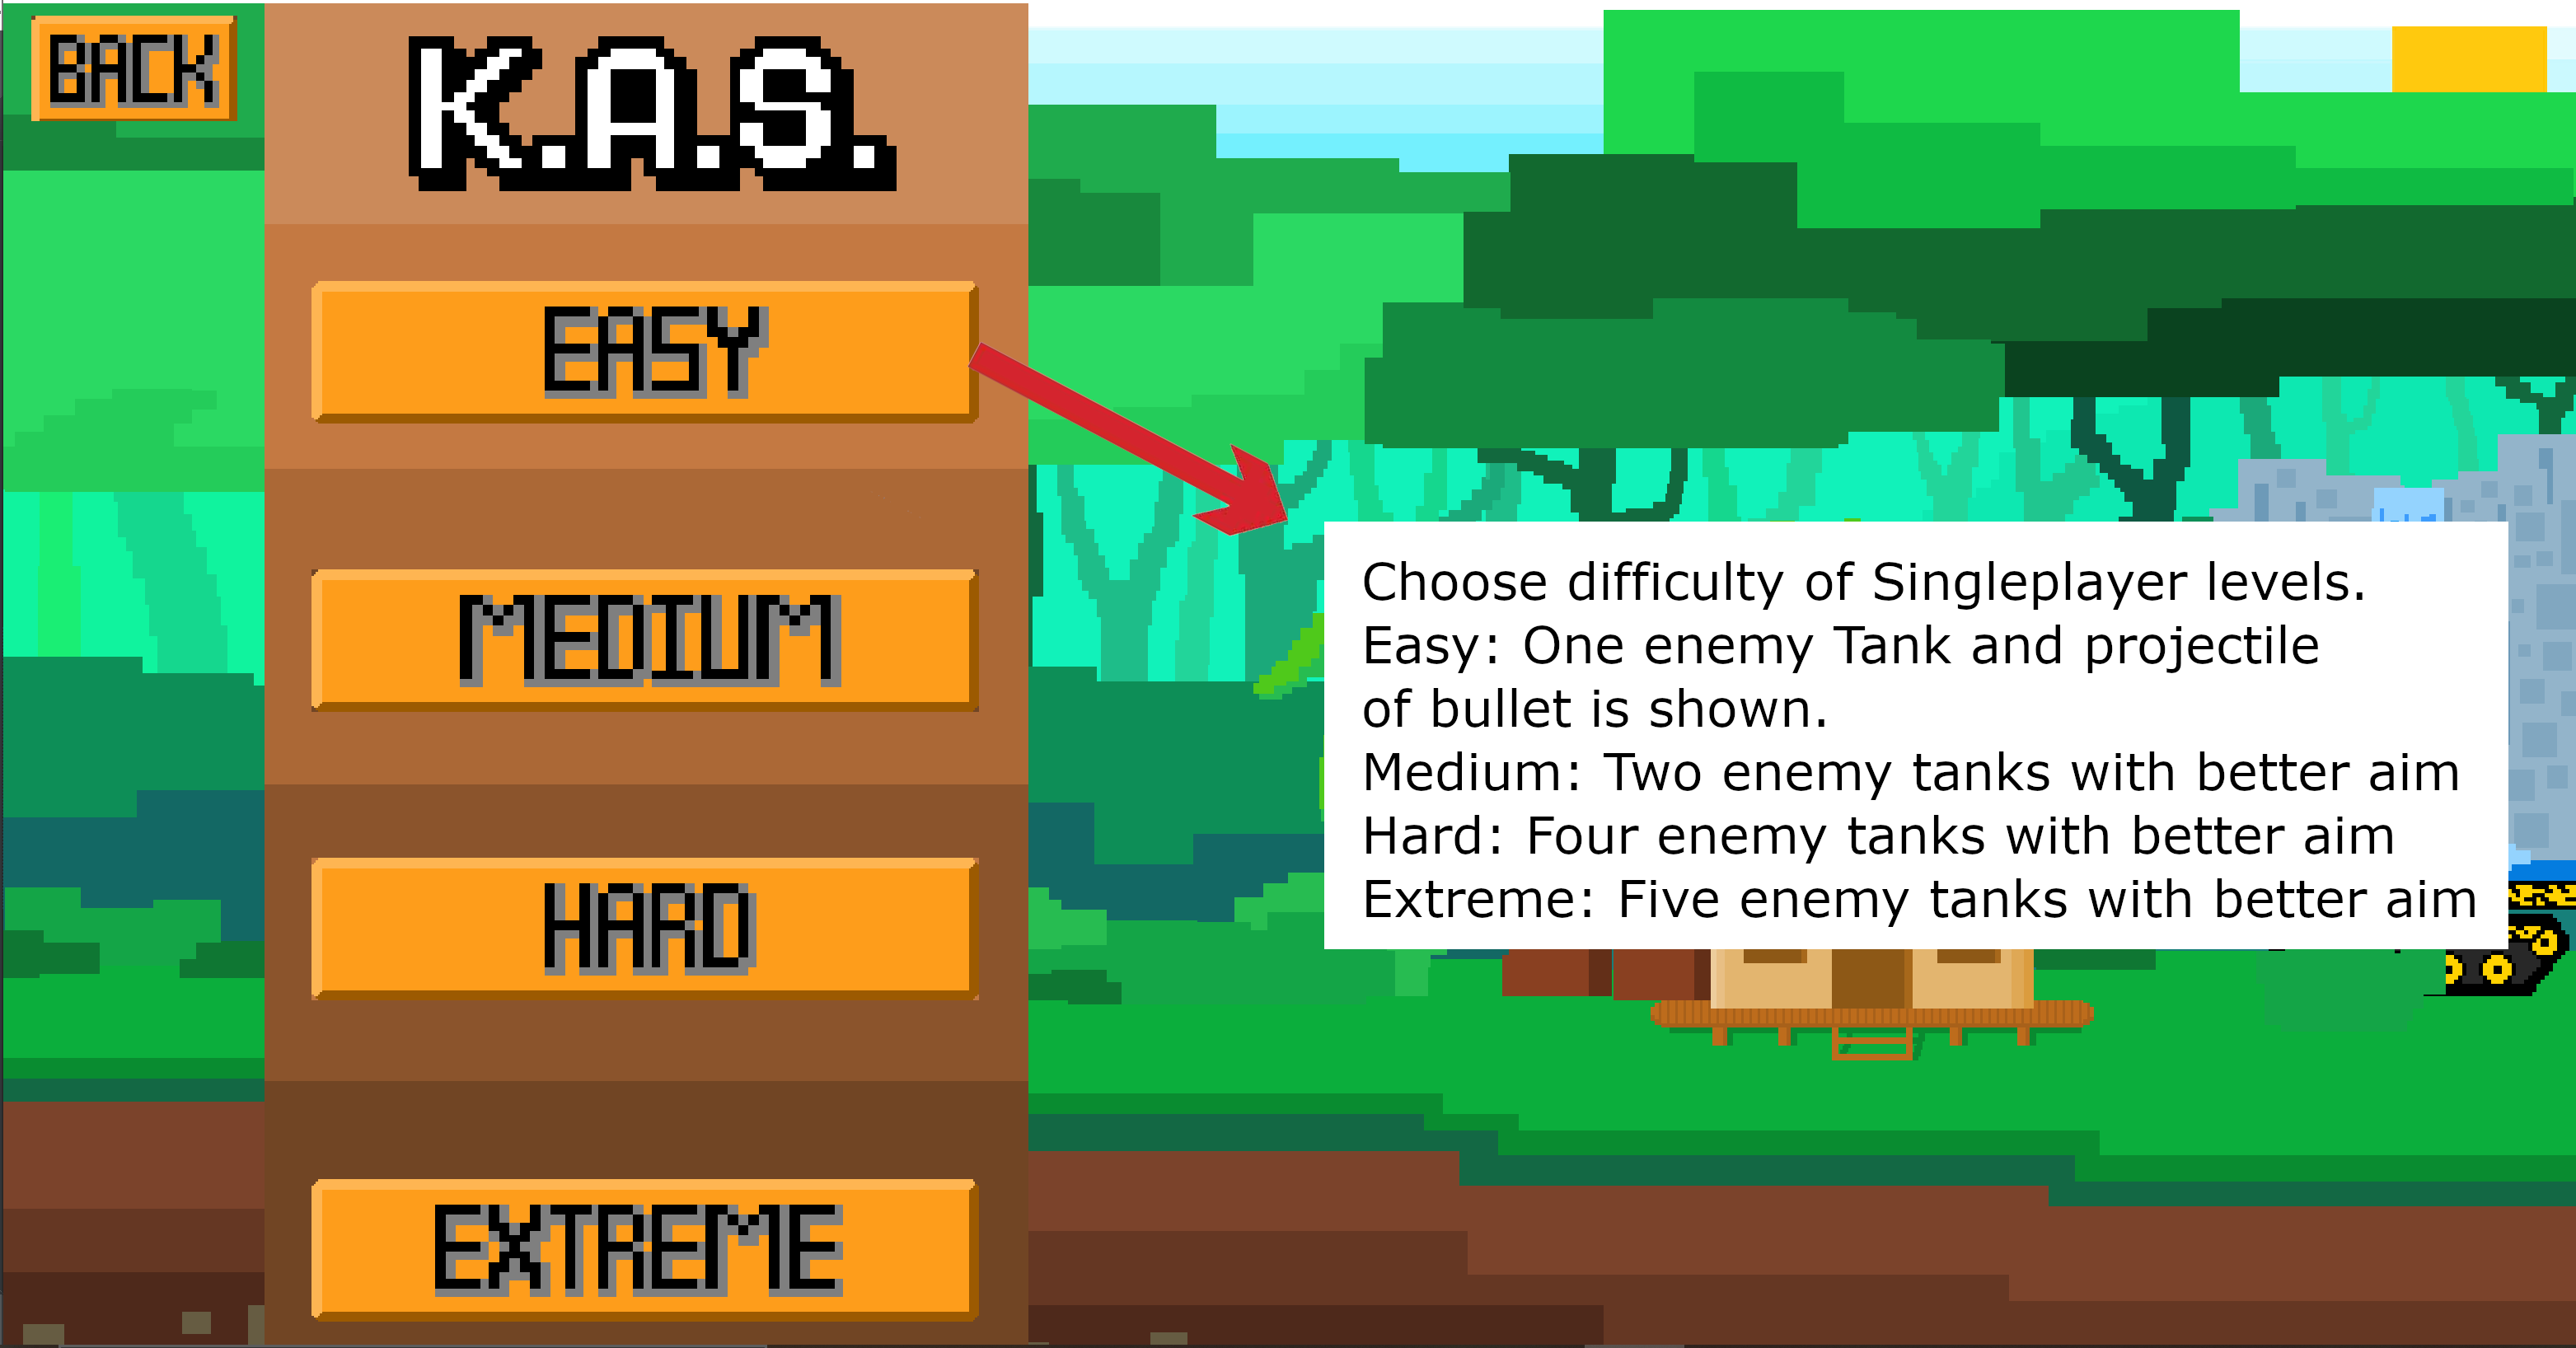 BACK
K.A.S.
EASY
MEDIUM
HARD
EXTREME
Choose difficulty of Singleplayer levels.
Easy: One enemy Tank and projectile
of bullet is shown.
Medium: Two enemy tanks with better aim
Hard: Four enemy tanks with better aim
Extreme: Five enemy tanks with better aim